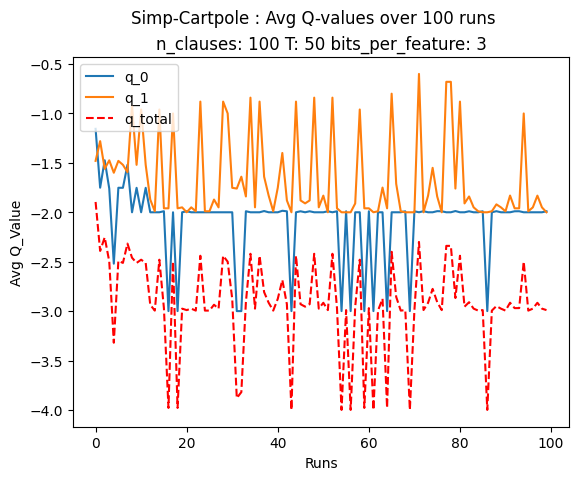 Simp-Cartpole : Avg Q-values over 100 runs
n_clauses: 100 T: 50 bits_per_feature: 3
q_0
q_1
q_total
Avg Q_Value
−0.5
−1.0
−1.5
−2.0
−2.5
−3.0
−3.5
−4.0
0 20 40 60 80 100
Runs